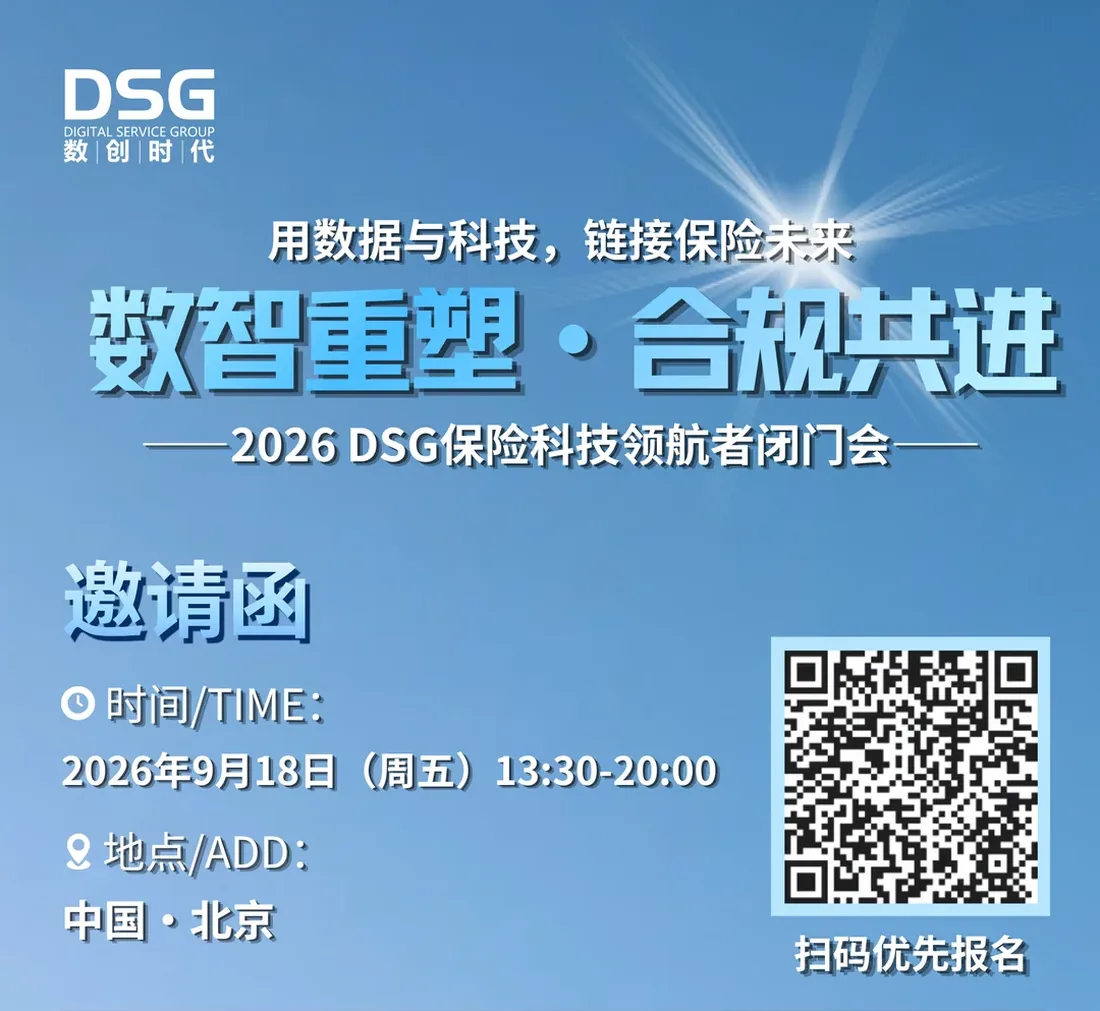 DSG
DIGITAL SERVICE GROUP
数|创|时|代
用数据与科技，链接保险未来
数智重塑·合规共进
——2026 DSG保险科技领航者闭门会——
邀请函
时间/TIME：
2026年9月18日（周五）13:30-20:00
地点/ADD：
中国·北京
扫码优先报名